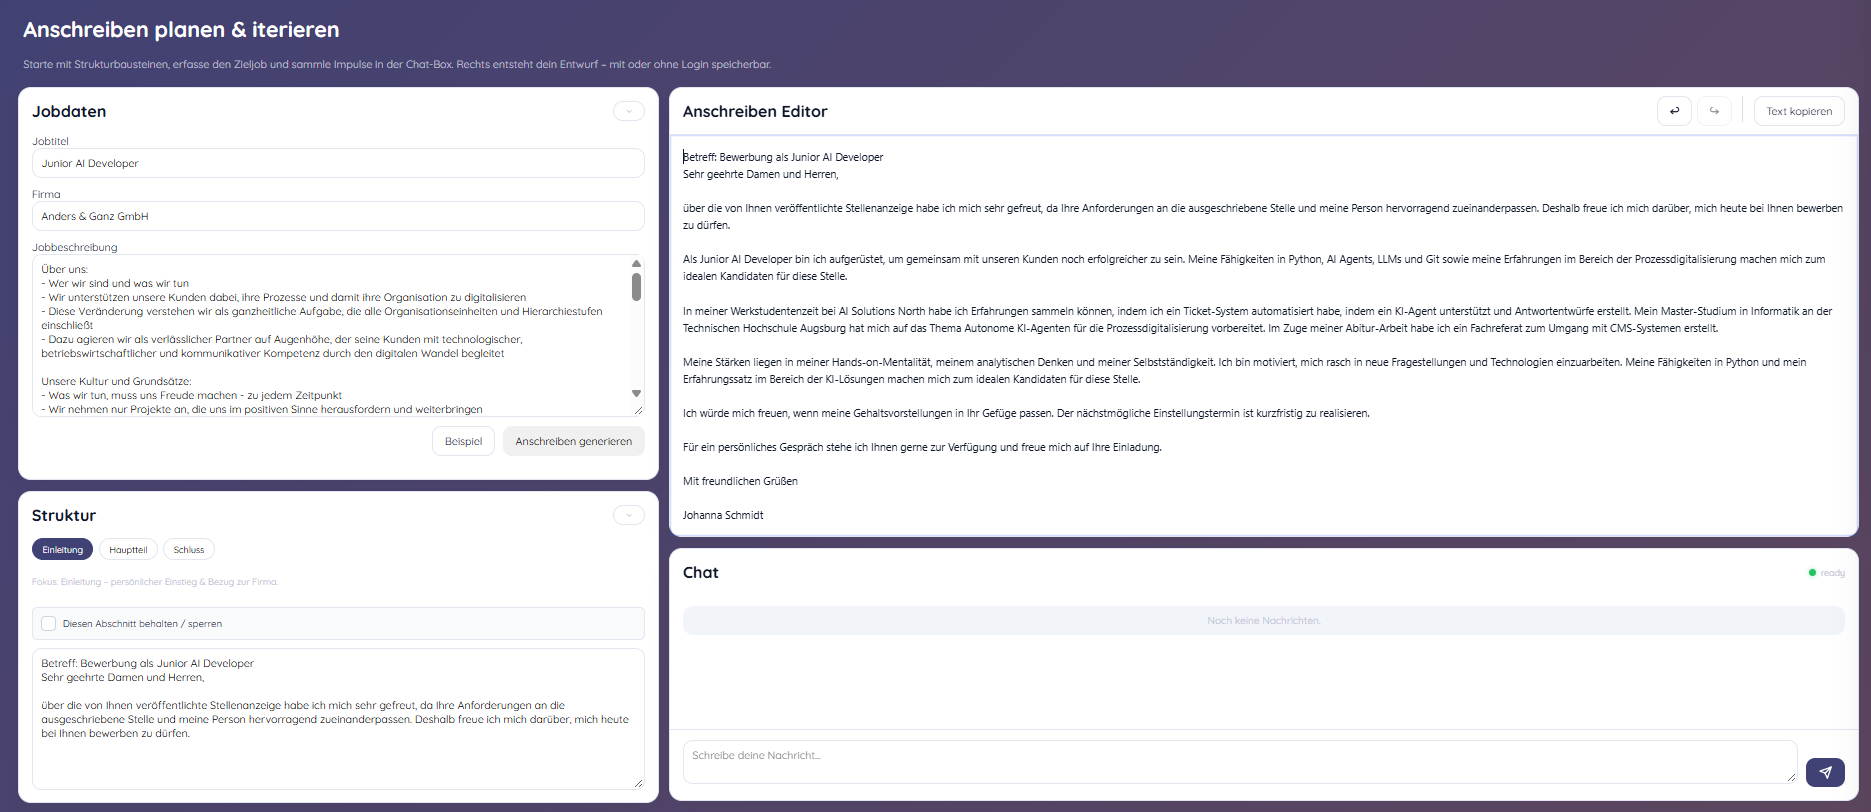 Anschreiben planen & iterieren
Starte mit Strukturbausteinen, erfasse den Zieljob und sammle Impulse in der Chat-Box. Rechts entsteht dein Entwurf – mit oder ohne Login speicherbar.
Jobdaten
Jobtitel
Junior AI Developer
Firma
Anders & Ganz GmbH
Jobbeschreibung
Über uns:
- Wer wir sind und was wir tun
- Wir unterstützen unsere Kunden dabei, ihre Prozesse und damit ihre Organisation zu digitalisieren
- Diese Veränderung verstehen wir als ganzheitliche Aufgabe, die alle Organisationseinheiten und Hierarchiestufen
einschließt
- Dazu agieren wir als verlässlicher Partner auf Augenhöhe, der seine Kunden mit technologischer,
betriebswirtschaftlicher und kommunikativer Kompetenz durch den digitalen Wandel begleitet
Unsere Kultur und Grundsätze:
- Was wir tun, muss uns Freude machen - zu jedem Zeitpunkt
- Wir nehmen nur Projekte an, die uns im positiven Sinne herausfordern und weiterbringen
Beispiel
Anschreiben generieren
Struktur
Einleitung
Hauptteil
Schluss
Fokus: Einleitung – persönlicher Einstieg & Bezug zur Firma.
Diesen Abschnitt behalten / sperren
Betreff: Bewerbung als Junior AI Developer
Sehr geehrte Damen und Herren,
über die von Ihnen veröffentlichte Stellenanzeige habe ich mich sehr gefreut, da Ihre Anforderungen an die
ausgeschriebene Stelle und meine Person hervorragend zueinanderpassen. Deshalb freue ich mich darüber, mich heute
bei Ihnen bewerben zu dürfen.
Anschreiben Editor
Text kopieren
Betreff: Bewerbung als Junior AI Developer
Sehr geehrte Damen und Herren,
über die von Ihnen veröffentlichte Stellenanzeige habe ich mich sehr gefreut, da Ihre Anforderungen an die ausgeschriebene Stelle und meine Person hervorragend zueinanderpassen. Deshalb freue ich mich darüber, mich heute bei Ihnen bewerben
zu dürfen.
Als Junior AI Developer bin ich aufgerüstet, um gemeinsam mit unseren Kunden noch erfolgreicher zu sein. Meine Fähigkeiten in Python, AI Agents, LLMs und Git sowie meine Erfahrungen im Bereich der Prozessdigitalisierung machen mich zum
idealen Kandidaten für diese Stelle.
In meiner Werkstudentenzeit bei AI Solutions North habe ich Erfahrungen sammeln können, indem ich ein Ticket-System automatisiert habe, indem ein KI-Agent unterstützt und Antwortentwürfe erstellt. Mein Master-Studium in Informatik an der
Technischen Hochschule Augsburg hat mich auf das Thema Autonome KI-Agenten für die Prozessdigitalisierung vorbereitet. Im Zuge meiner Abitur-Arbeit habe ich ein Fachreferat zum Umgang mit CMS-Systemen erstellt.
Meine Stärken liegen in meiner Hands-on-Mentalität, meinem analytischen Denken und meiner Selbstständigkeit. Ich bin motiviert, mich rasch in neue Fragestellungen und Technologien einzuarbeiten. Meine Fähigkeiten in Python und mein
Erfahrungssatz im Bereich der KI-Lösungen machen mich zum idealen Kandidaten für diese Stelle.
Ich würde mich freuen, wenn meine Gehaltsvorstellungen in Ihr Gefüge passen. Der nächstmögliche Einstellungstermin ist kurzfristig zu realisieren.
Für ein persönliches Gespräch stehe ich Ihnen gerne zur Verfügung und freue mich auf Ihre Einladung.
Mit freundlichen Grüßen
Johanna Schmidt
Chat
ready
Noch keine Nachrichten.
Schreibe deine Nachricht...